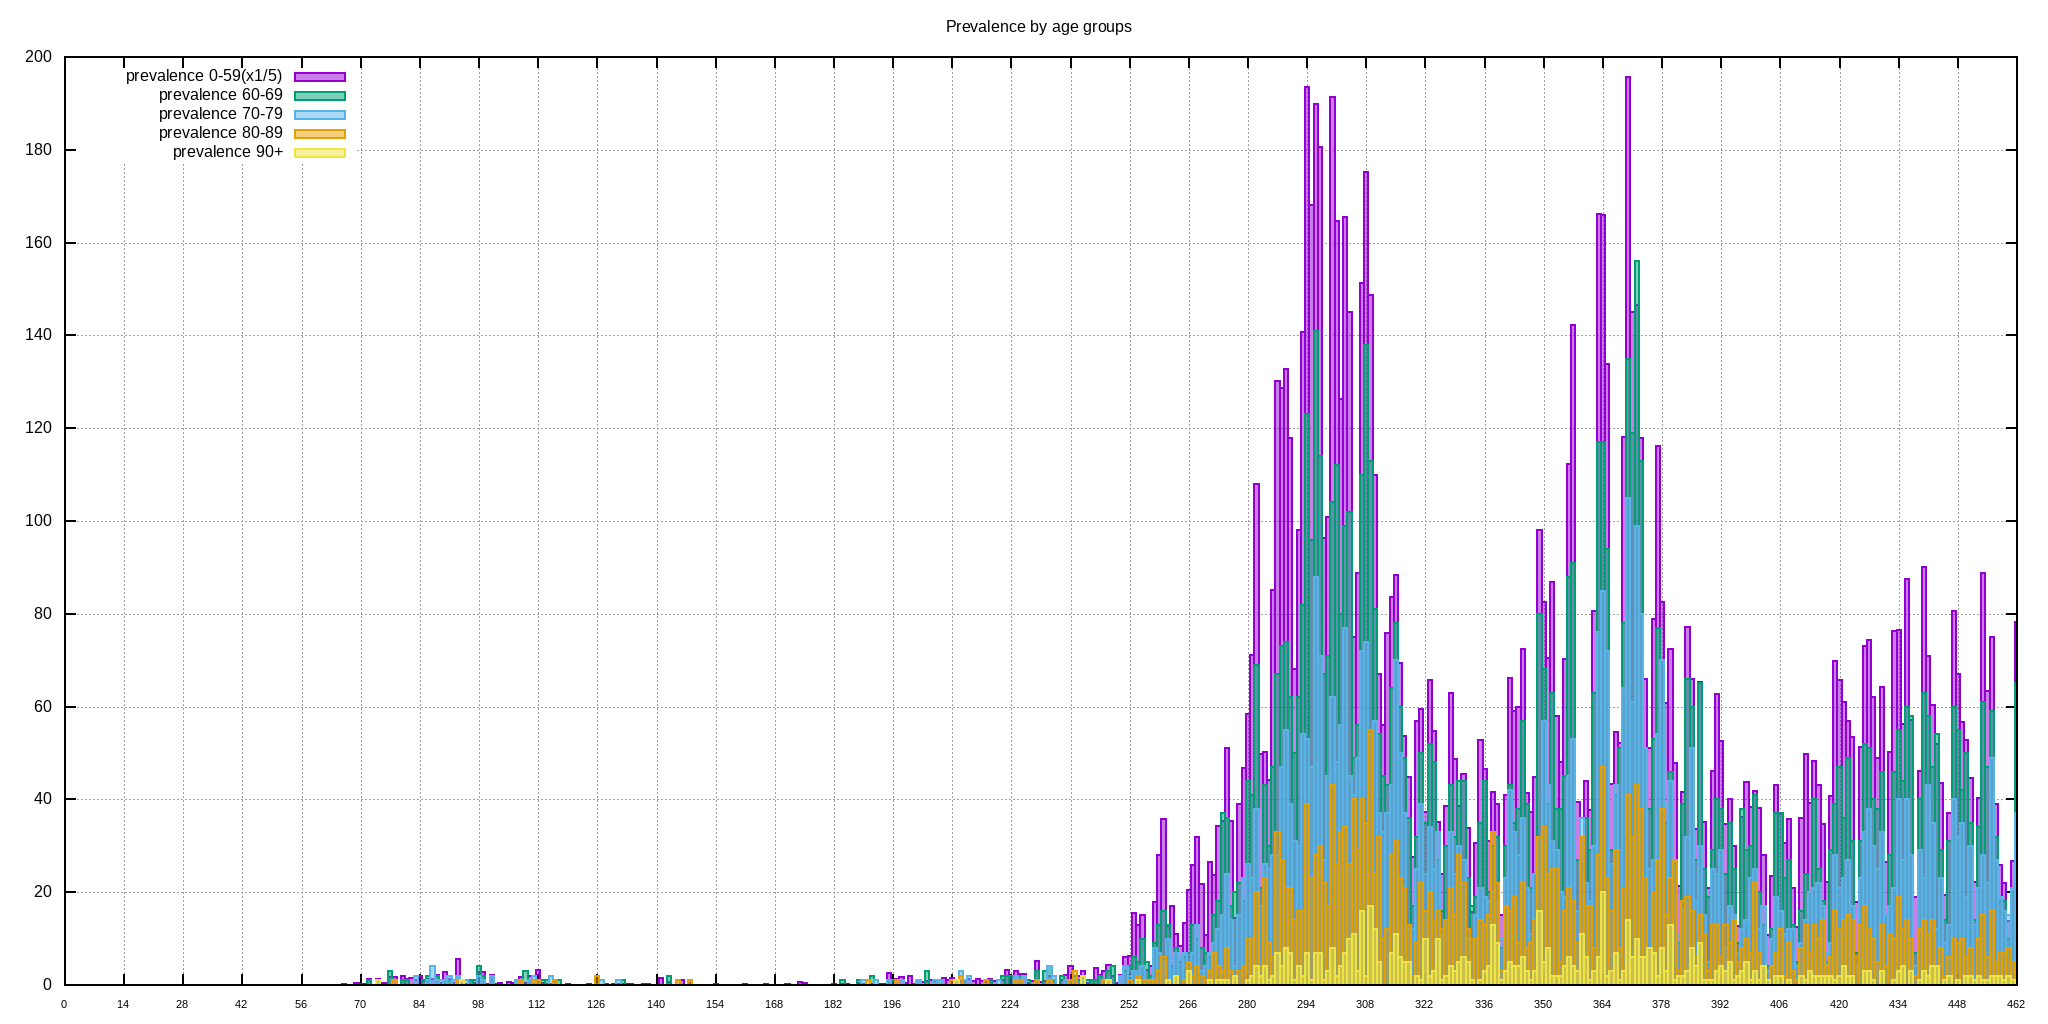 Prevalence by age groups
200
180
160
140
120
100
80
60
40
20
0
prevalence 0-59(x1/5)
prevalence 60-69
prevalence 70-79
prevalence 80-89
prevalence 90+
0 14 28 42 56 70 84 98 112 126 140 154 168 182 196 210 224 238 252 266 280 294 308 322 336 350 364 378 392 406 420 434 448 462